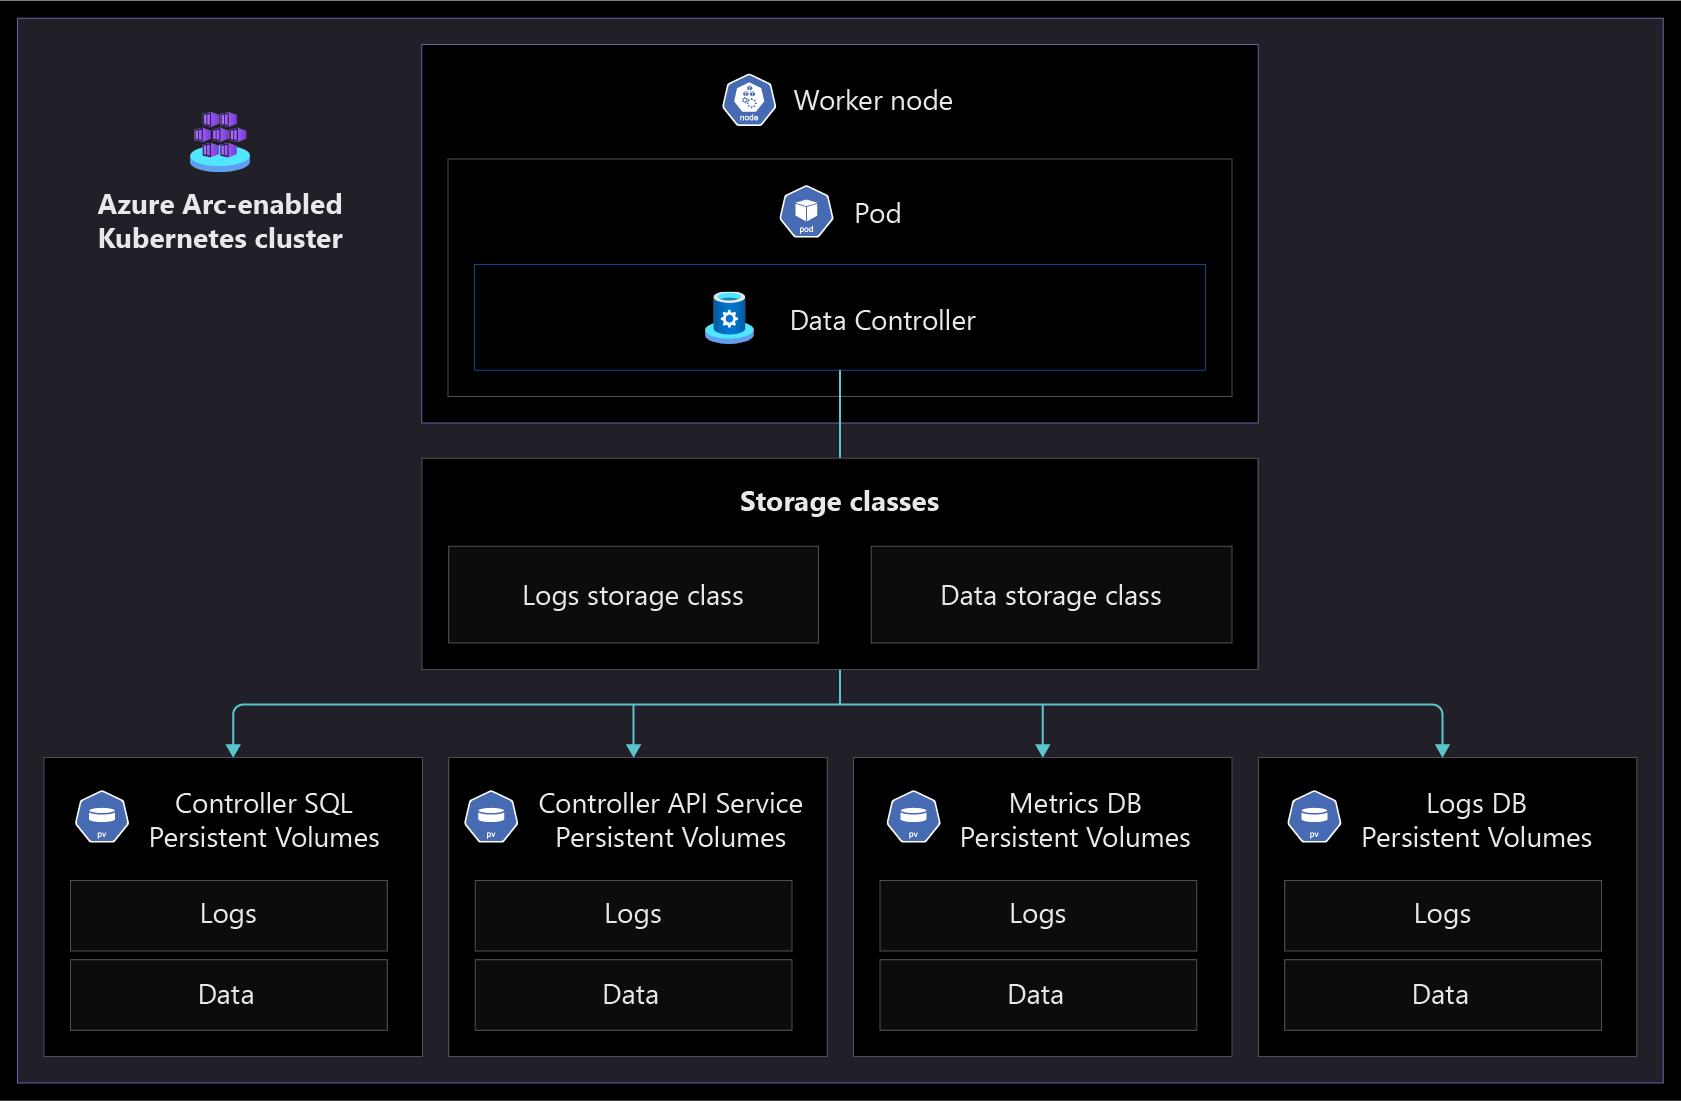 node
Worker node
Azure Arc-enabled
Kubernetes cluster
pod
Pod
Data Controller
Storage classes
Logs storage class
Data storage class
pv
Controller SQL
Persistent Volumes
Logs
Data
pv
Controller API Service
Persistent Volumes
Logs
Data
pv
Metrics DB
Persistent Volumes
Logs
Data
pv
Logs DB
Persistent Volumes
Logs
Data